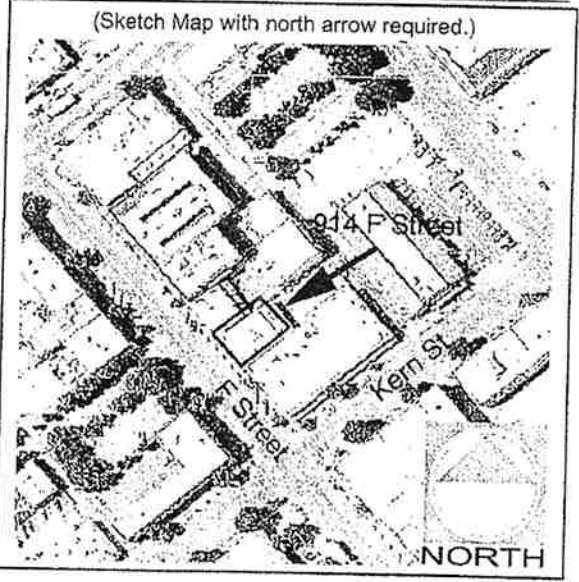 (Sketch Map with north arrow required.)
914 F Street
Kern St
F Street
NORTH